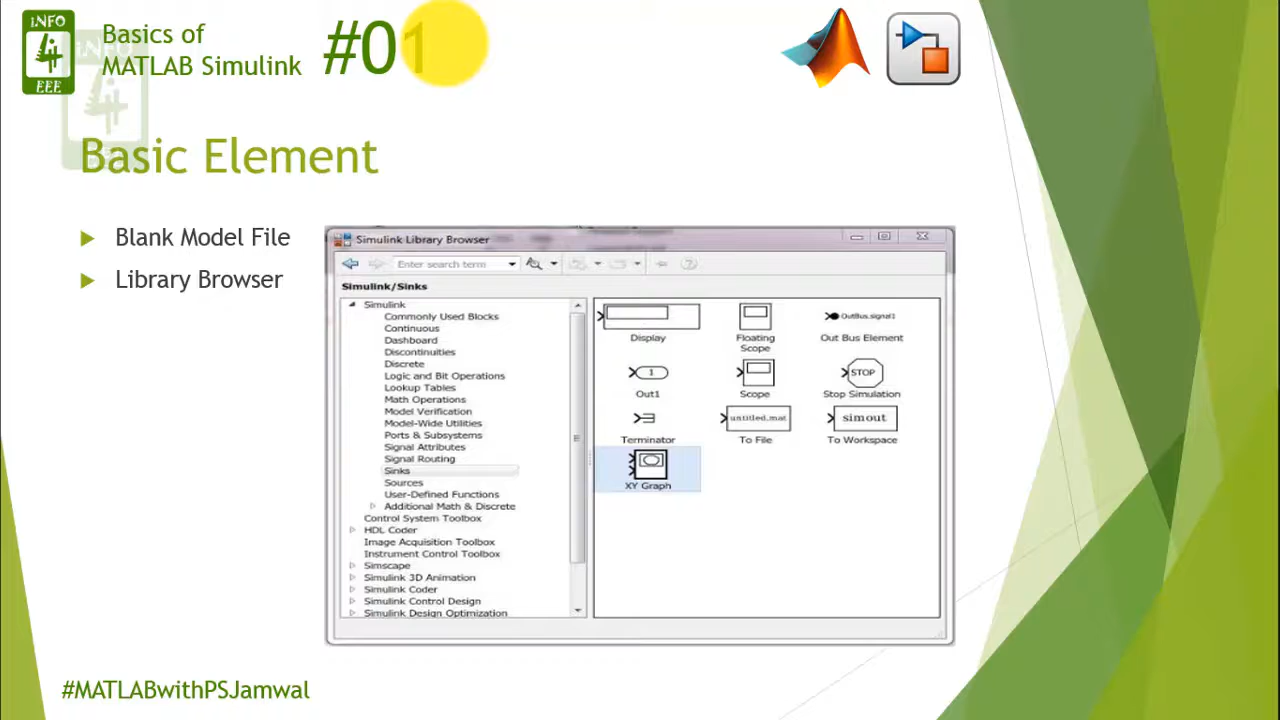 iNFO
4
EEE
Basics of
MATLAB Simulink
#01
Basic Element
Blank Model File
Library Browser
Simulink Library Browser
Enter search term
Simulink/Sinks
Simulink
Commonly Used Blocks
Continuous
Dashboard
Discontinuities
Discrete
Logic and Bit Operations
Lookup Tables
Math Operations
Model Verification
Model-Wide Utilities
Ports & Subsystems
Signal Attributes
Signal Routing
Sinks
Sources
User-Defined Functions
Additional Math & Discrete
Control System Toolbox
HDL Coder
Image Acquisition Toolbox
Instrument Control Toolbox
Simscape
Simulink 3D Animation
Simulink Coder
Simulink Control Design
Simulink Design Optimization
Display
Floating
Scope
OutBus.signal1
Out Bus Element
1
Out1
Scope
STOP
Stop Simulation
Terminator
untitled.mat
To File
simout
To Workspace
XY Graph
#MATLABwithPSJamwal